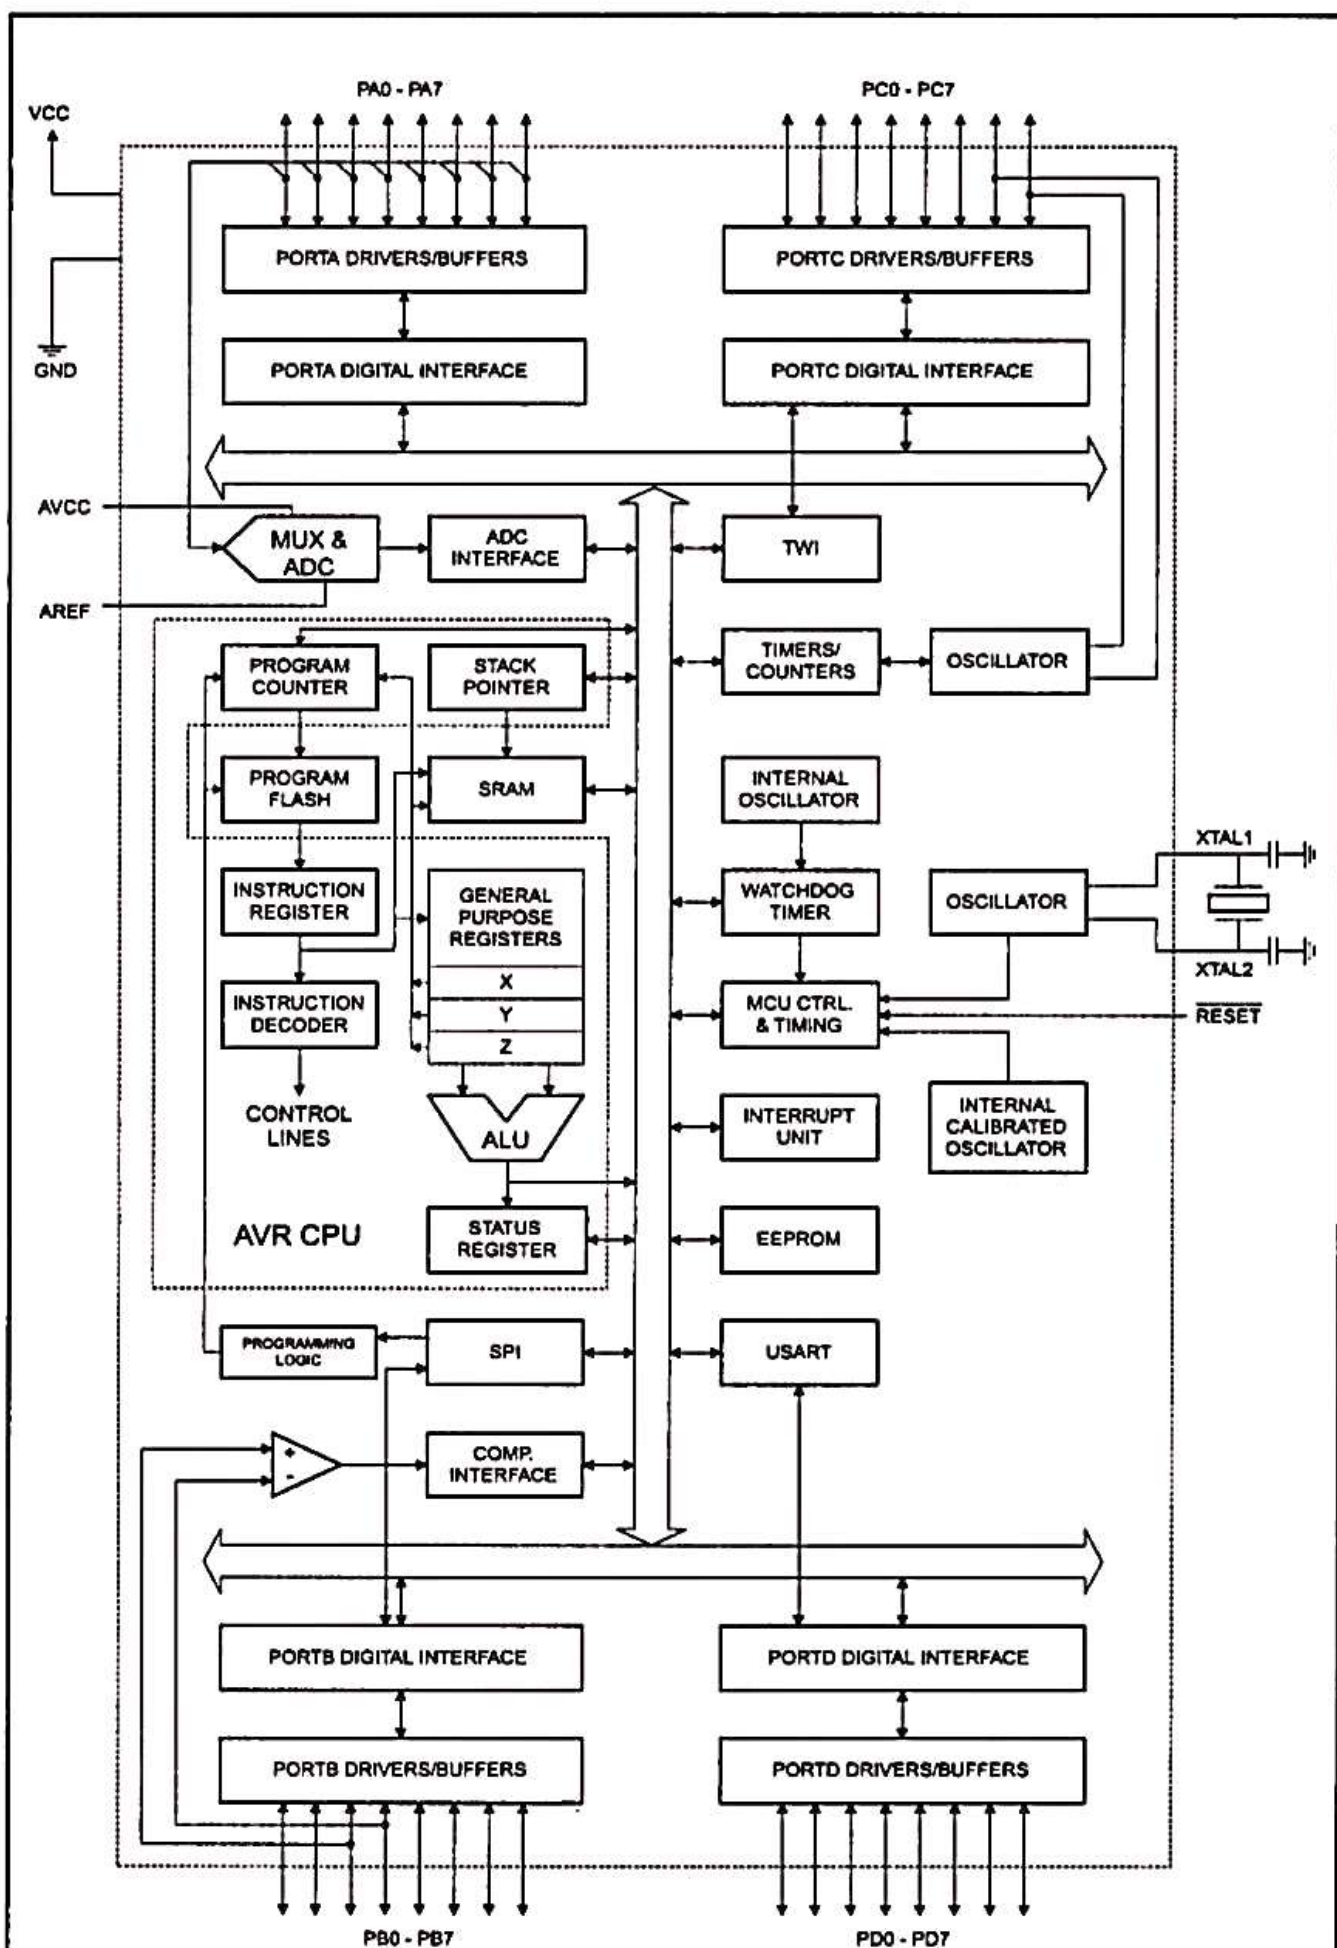 PA0 - PA7
PC0 - PC7
VCC
PORTA DRIVERS/BUFFERS
PORTC DRIVERS/BUFFERS
GND
PORTA DIGITAL INTERFACE
PORTC DIGITAL INTERFACE
AVCC
MUX &
ADC
ADC
INTERFACE
TWI
AREF
PROGRAM
COUNTER
STACK
POINTER
TIMERS/
COUNTERS
OSCILLATOR
PROGRAM
FLASH
SRAM
INTERNAL
OSCILLATOR
XTAL1
INSTRUCTION
REGISTER
GENERAL
PURPOSE
REGISTERS
WATCHDOG
TIMER
OSCILLATOR
XTAL2
X
INSTRUCTION
DECODER
Y
MCU CTRL.
& TIMING
RESET
Z
CONTROL
LINES
ALU
INTERRUPT
UNIT
INTERNAL
CALIBRATED
OSCILLATOR
AVR CPU
STATUS
REGISTER
EEPROM
PROGRAMMING
LOGIC
SPI
USART
+
-
COMP.
INTERFACE
PORTB DIGITAL INTERFACE
PORTD DIGITAL INTERFACE
PORTB DRIVERS/BUFFERS
PORTD DRIVERS/BUFFERS
PB0 - PB7
PD0 - PD7